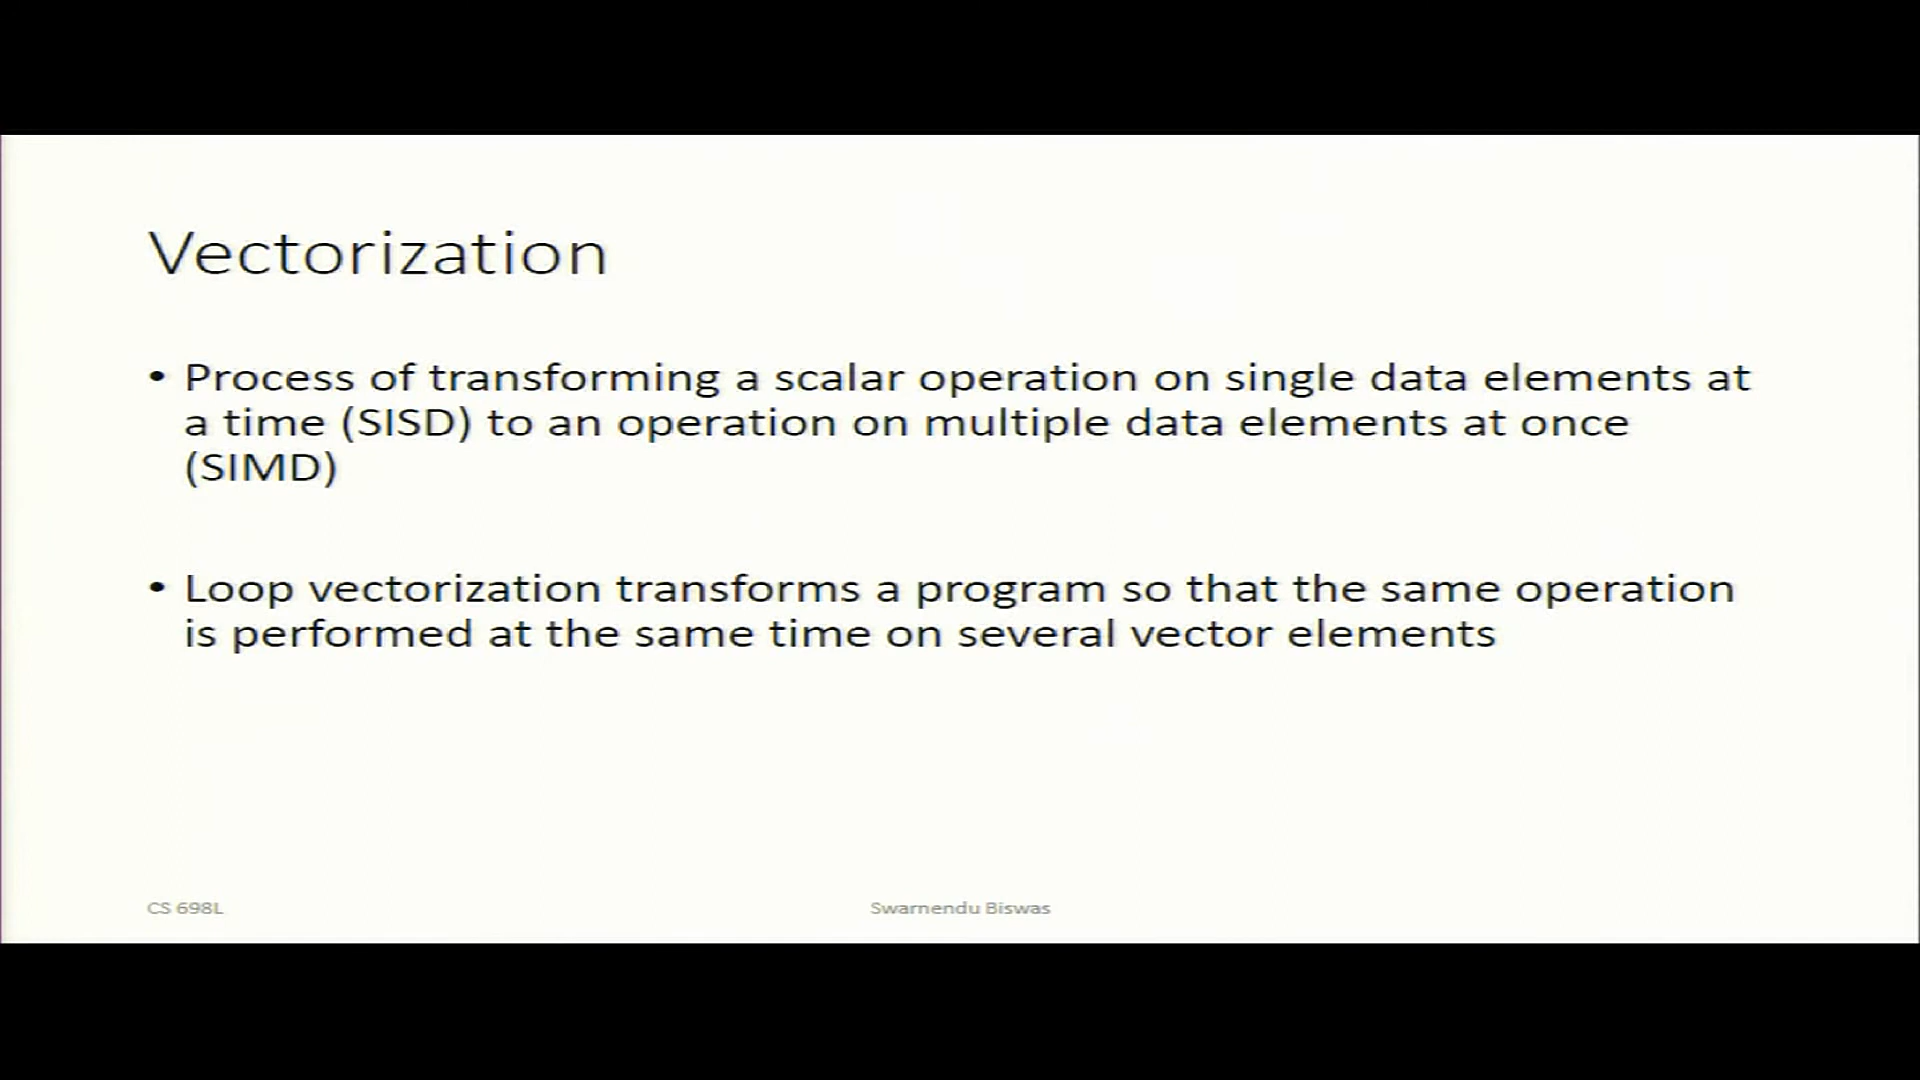 Vectorization
• Process of transforming a scalar operation on single data elements at
a time (SISD) to an operation on multiple data elements at once
(SIMD)
• Loop vectorization transforms a program so that the same operation
is performed at the same time on several vector elements
CS 698L
Swarnendu Biswas